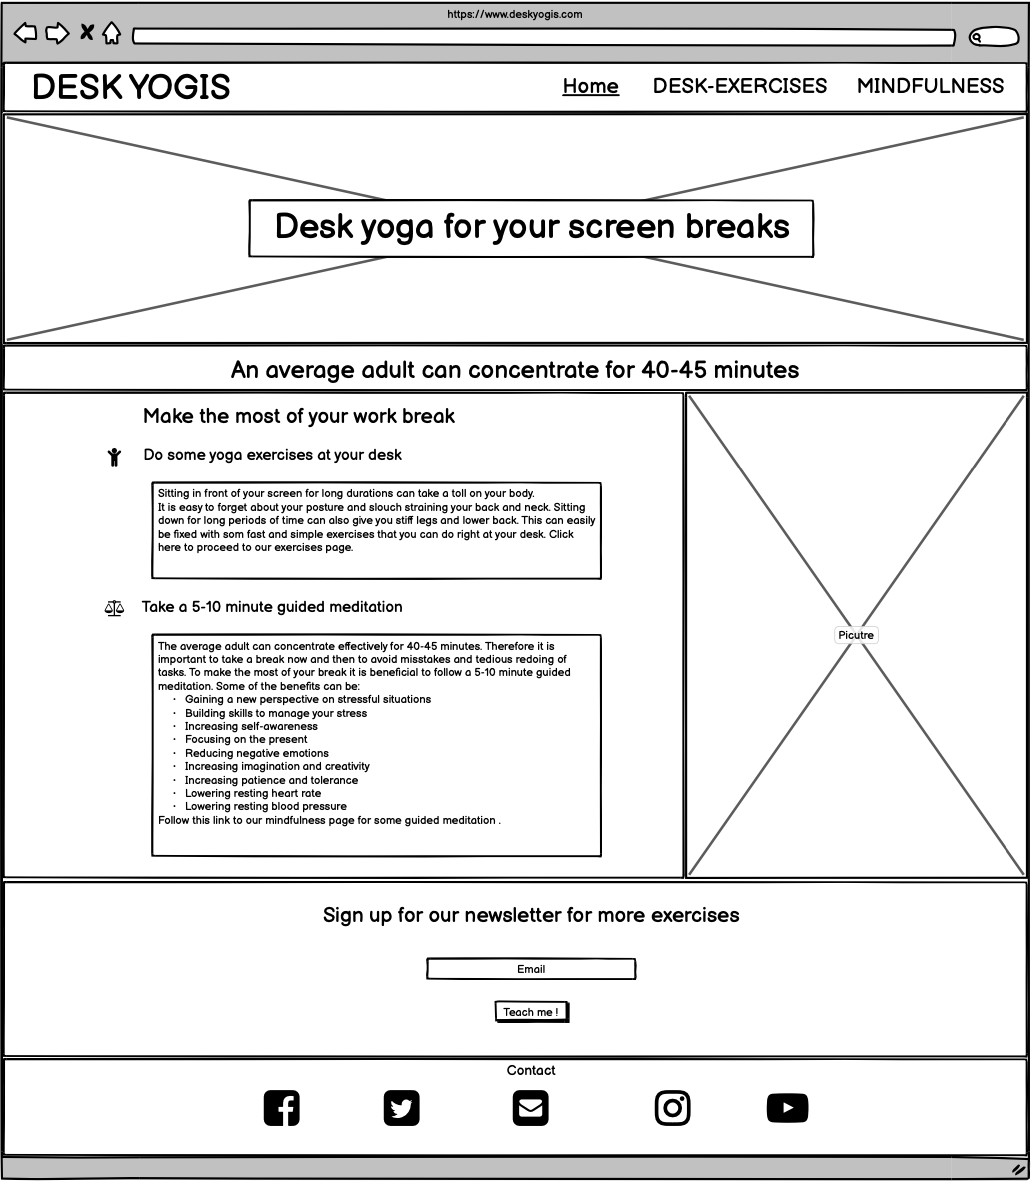 https://www.deskyogis.com
DESK YOGIS
Home DESK-EXERCISES MINDFULNESS
Desk yoga for your screen breaks
An average adult can concentrate for 40-45 minutes
Make the most of your work break
Do some yoga exercises at your desk
Sitting in front of your screen for long durations can take a toll on your body.
It is easy to forget about your posture and slouch straining your back and neck. Sitting
down for long periods of time can also give you stiff legs and lower back. This can easily
be fixed with som fast and simple exercises that you can do right at your desk. Click
here to proceed to our exercises page.
Take a 5-10 minute guided meditation
The average adult can concentrate effectively for 40-45 minutes. Therefore it is
important to take a break now and then to avoid misstakes and tedious redoing of
tasks. To make the most of your break it is beneficial to follow a 5-10 minute guided
meditation. Some of the benefits can be:
· Gaining a new perspective on stressful situations
· Building skills to manage your stress
· Increasing self-awareness
· Focusing on the present
· Reducing negative emotions
· Increasing imagination and creativity
· Increasing patience and tolerance
· Lowering resting heart rate
· Lowering resting blood pressure
Follow this link to our mindfulness page for some guided meditation .
Picutre
Sign up for our newsletter for more exercises
Email
Teach me !
Contact